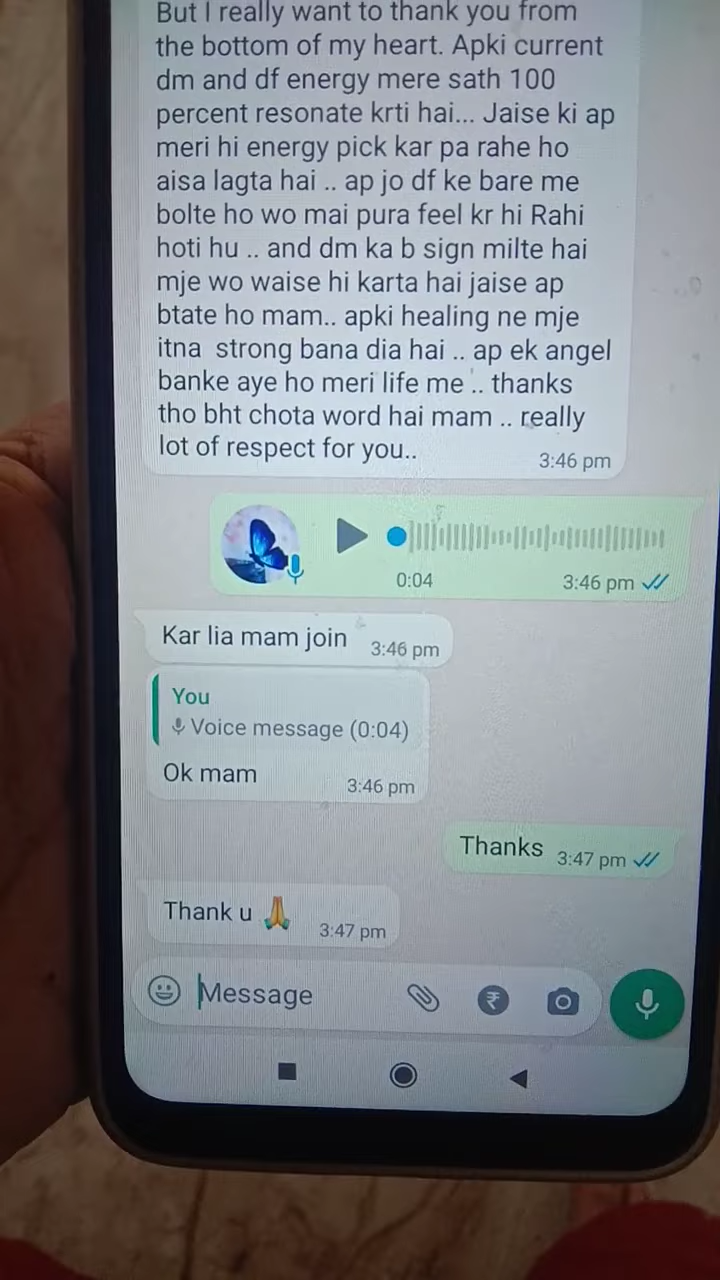 But I really want to thank you from
the bottom of my heart. Apki current
dm and df energy mere sath 100
percent resonate krti hai... Jaise ki ap
meri hi energy pick kar pa rahe ho
aisa lagta hai .. ap jo df ke bare me
bolte ho wo mai pura feel kr hi Rahi
hoti hu .. and dm ka b sign milte hai
mje wo waise hi karta hai jaise ap
btate ho mam.. apki healing ne mje
itna strong bana dia hai .. ap ek angel
banke aye ho meri life me .. thanks
tho bht chota word hai mam .. really
lot of respect for you..
3:46 pm
0:04 3:46 pm
Kar lia mam join 3:46 pm
You
Voice message (0:04)
Ok mam 3:46 pm
Thanks 3:47 pm
Thank u 🙏 3:47 pm
Message